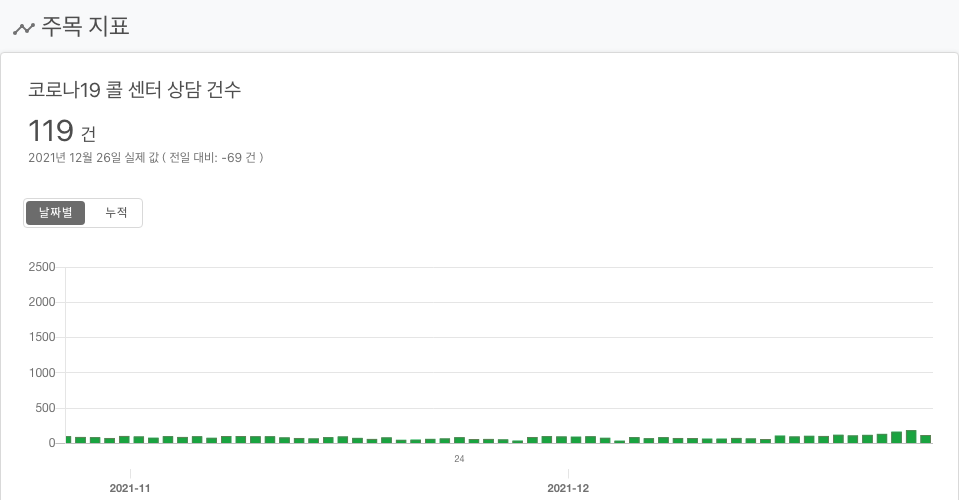 주목 지표
코로나19 콜 센터 상담 건수
119 건
2021년 12월 26일 실제 값 ( 전일 대비: -69 건 )
날짜별 누적
2500
2000
1500
1000
500
0
24
2021-11 2021-12